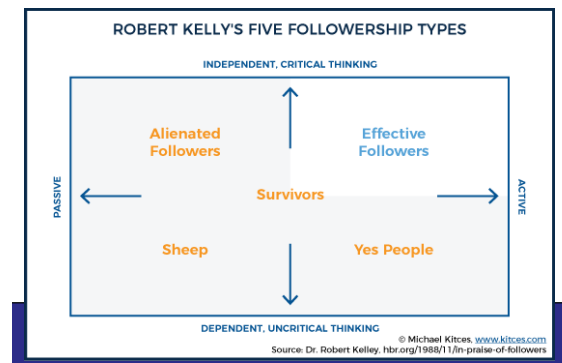 ROBERT KELLY'S FIVE FOLLOWERSHIP TYPES
INDEPENDENT, CRITICAL THINKING
Alienated
Followers
Effective
Followers
PASSIVE
Survivors
ACTIVE
Sheep
Yes People
DEPENDENT, UNCRITICAL THINKING
© Michael Kitces, www.kitces.com
Source: Dr. Robert Kelley, hbr.org/1988/11/in-praise-of-followers